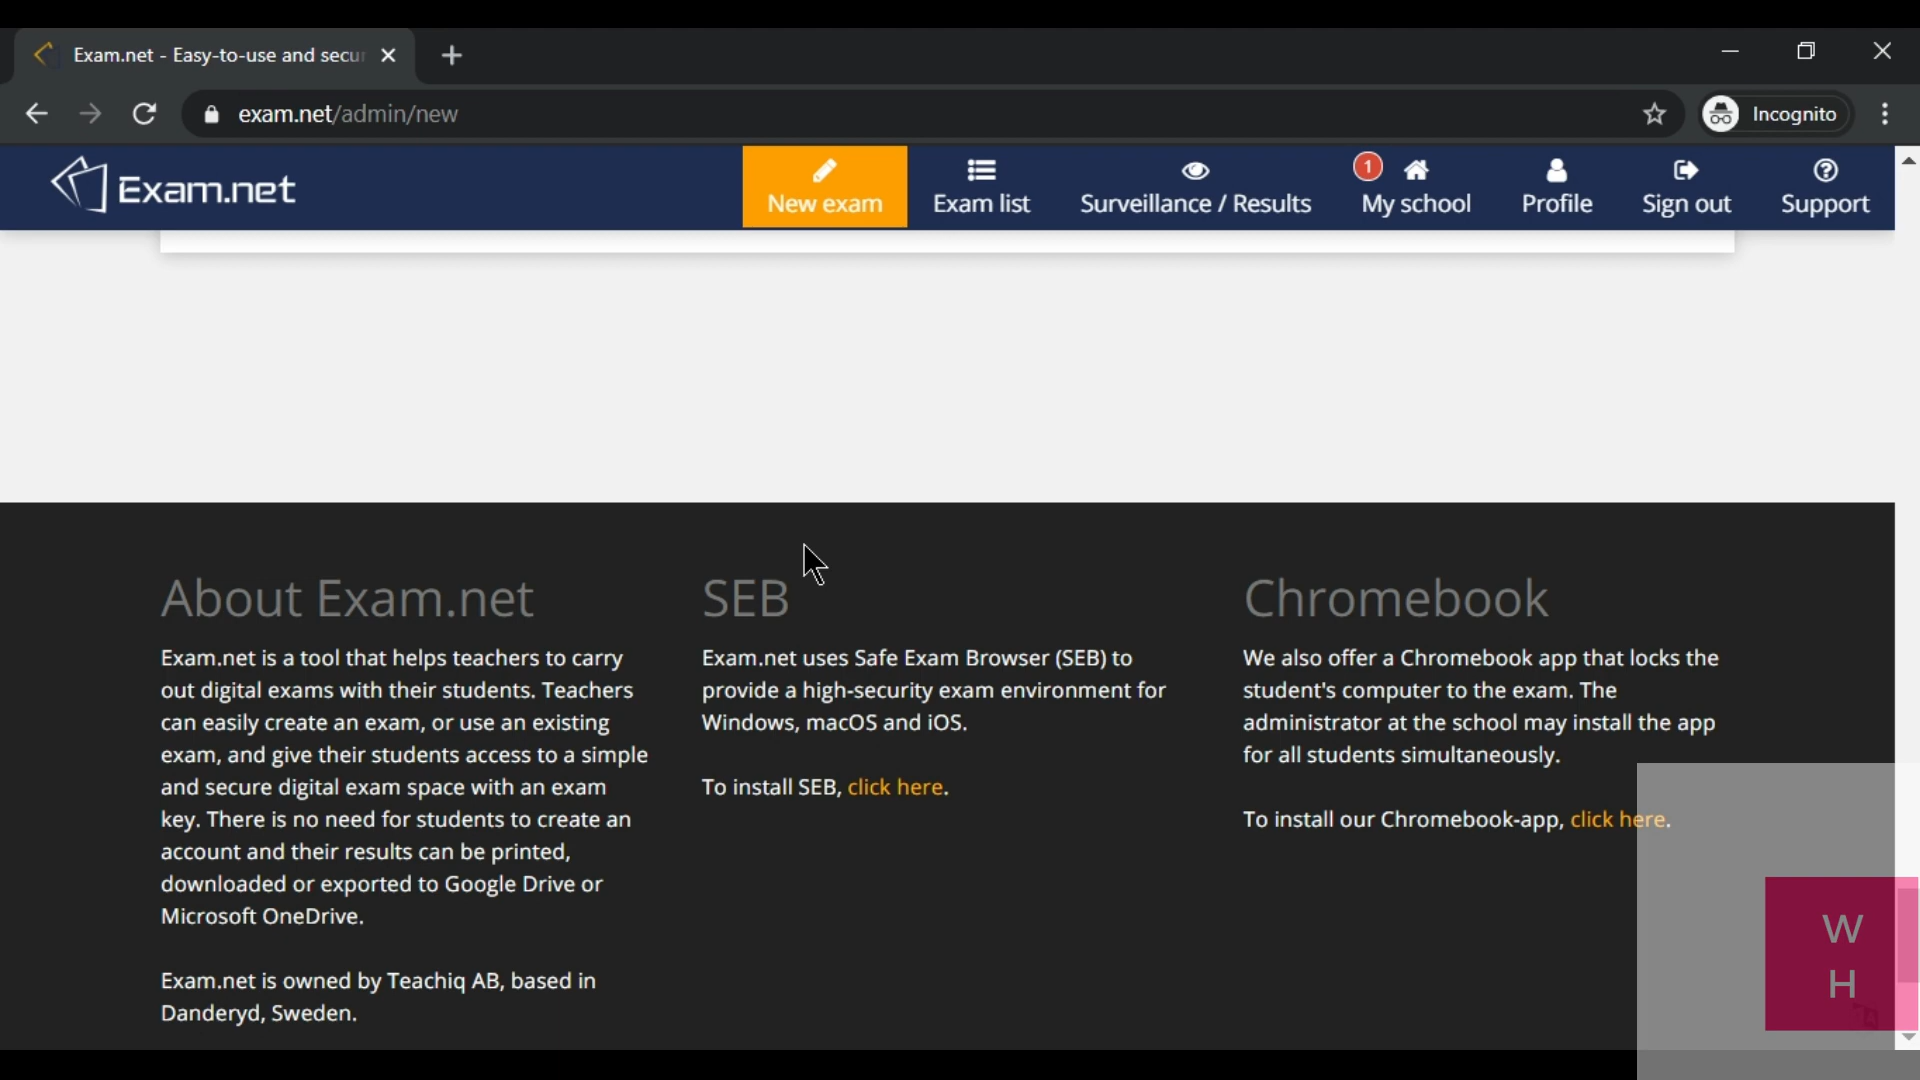 Exam.net - Easy-to-use and secu
exam.net/admin/new
Incognito
Exam.net
New exam
Exam list
Surveillance / Results
1
My school
Profile
Sign out
Support
About Exam.net
Exam.net is a tool that helps teachers to carry
out digital exams with their students. Teachers
can easily create an exam, or use an existing
exam, and give their students access to a simple
and secure digital exam space with an exam
key. There is no need for students to create an
account and their results can be printed,
downloaded or exported to Google Drive or
Microsoft OneDrive.
Exam.net is owned by Teachiq AB, based in
Danderyd, Sweden.
SEB
Exam.net uses Safe Exam Browser (SEB) to
provide a high-security exam environment for
Windows, macOS and iOS.
To install SEB, click here.
Chromebook
We also offer a Chromebook app that locks the
student's computer to the exam. The
administrator at the school may install the app
for all students simultaneously.
To install our Chromebook-app, click here.
W
H